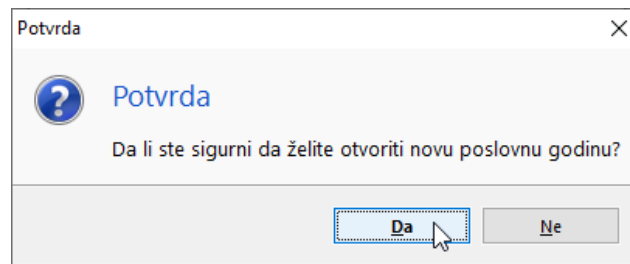 Potvrda
Potvrda
Da li ste sigurni da želite otvoriti novu poslovnu godinu?
Da Ne